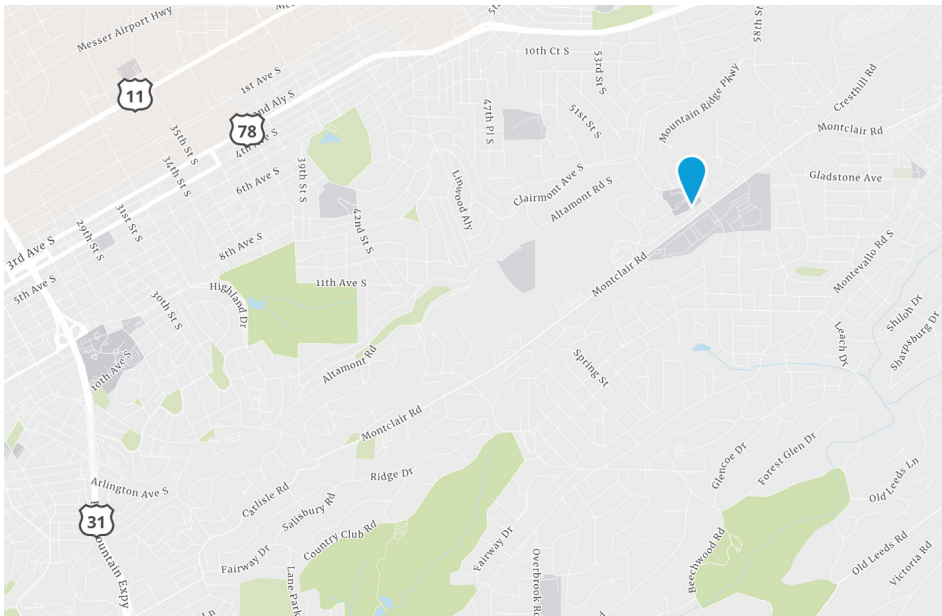 Messer Airport Hwy
58th St
10th Ct S
53rd St S
1st Ave S
11
Mountain Ridge Pkwy
Cresthill Rd
2nd Aly S
78
47th Pl S
51st St S
Montclair Rd
35th St S
4th Ave S
34th St S
6th Ave S
39th St S
Linwood Aly
Clairmont Ave S
Altamont Rd S
Gladstone Ave
31st St S
29th St S
42nd St S
8th Ave S
3rd Ave S
5th Ave S
Montevallo Rd S
Montclair Rd
11th Ave S
Highland Dr
30th St S
Shiloh Dr
Sharpsburg Dr
Leach Dr
Altamont Rd
10th Ave S
Spring St
Montclair Rd
Glencoe Dr
Forest Glen Dr
Ridge Dr
Arlington Ave S
Carlisle Rd
Salisbury Rd
Old Leeds Ln
31
Country Club Rd
Fairway Dr
Fairway Dr
Beechwood Rd
Old Leeds Rd
Victoria Rd
Overbrook Rd
Lane Park
Ln